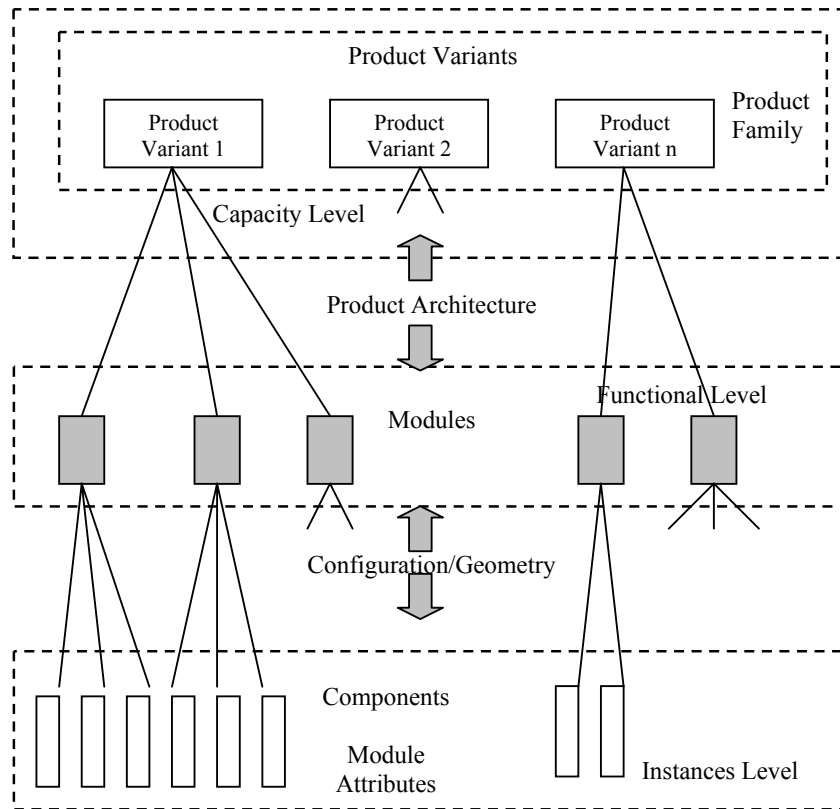 Product Variants
Product
Family
Product
Variant 1
Product
Variant 2
Product
Variant n
Capacity Level
Product Architecture
Functional Level
Modules
Configuration/Geometry
Components
Module
Attributes
Instances Level